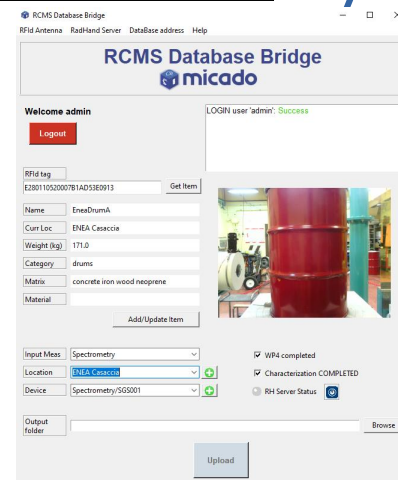 RCMS Database Bridge
RFId Antenna RadHand Server DataBase address Help
RCMS Database Bridge
micado
Welcome admin
LOGIN user 'admin': Success
Logout
RFId tag
E280110520007B1AD53E0913 Get Item
Name EneaDrumA
Curr Loc ENEA Casaccia
Weight (kg) 171.0
Category drums
Matrix concrete iron wood neoprene
Material
Add/Update Item
Input Meas Spectrometry WP4 completed
Location ENEA Casaccia Characterization COMPLETED
Device Spectrometry/SGS001 RH Server Status
Output folder Browse
Upload